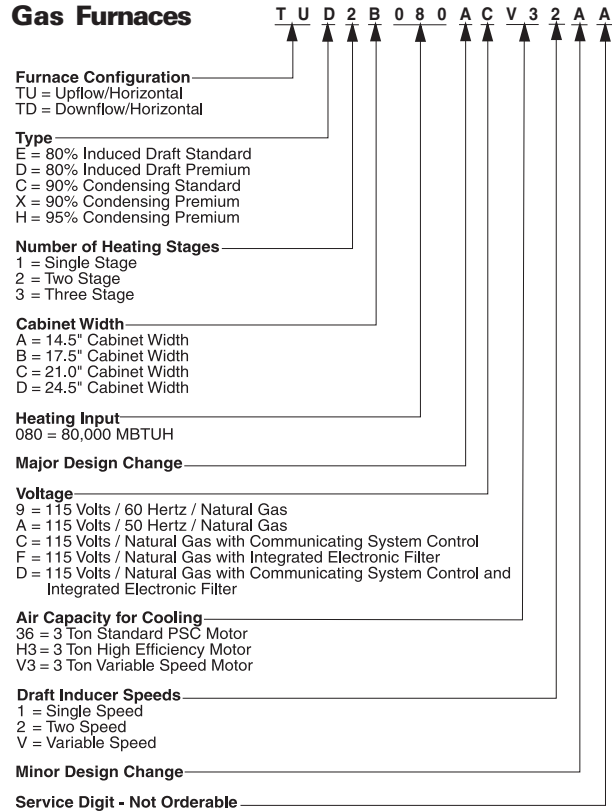 Gas Furnaces T U D 2 B 0 8 0 A C V 3 2 A A
Furnace Configuration
TU = Upflow/Horizontal
TD = Downflow/Horizontal
Type
E = 80% Induced Draft Standard
D = 80% Induced Draft Premium
C = 90% Condensing Standard
X = 90% Condensing Premium
H = 95% Condensing Premium
Number of Heating Stages
1 = Single Stage
2 = Two Stage
3 = Three Stage
Cabinet Width
A = 14.5" Cabinet Width
B = 17.5" Cabinet Width
C = 21.0" Cabinet Width
D = 24.5" Cabinet Width
Heating Input
080 = 80,000 MBTUH
Major Design Change
Voltage
9 = 115 Volts / 60 Hertz / Natural Gas
A = 115 Volts / 50 Hertz / Natural Gas
C = 115 Volts / Natural Gas with Communicating System Control
F = 115 Volts / Natural Gas with Integrated Electronic Filter
D = 115 Volts / Natural Gas with Communicating System Control and
Integrated Electronic Filter
Air Capacity for Cooling
36 = 3 Ton Standard PSC Motor
H3 = 3 Ton High Efficiency Motor
V3 = 3 Ton Variable Speed Motor
Draft Inducer Speeds
1 = Single Speed
2 = Two Speed
V = Variable Speed
Minor Design Change
Service Digit - Not Orderable